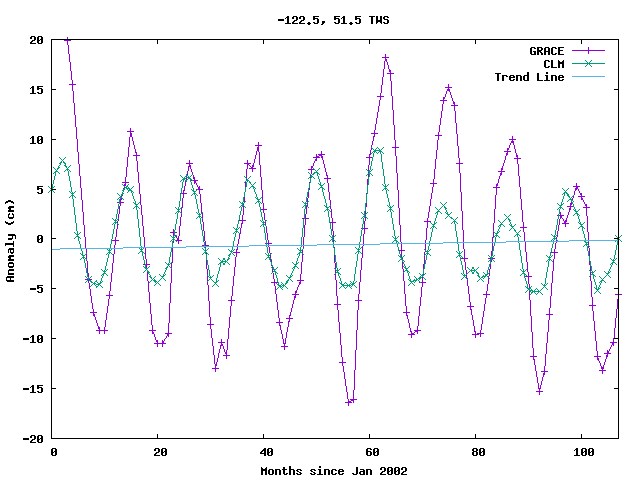 -122.5, 51.5 TWS
GRACE
CLM
Trend Line
20
15
10
5
0
-5
-10
-15
-20
Anomaly (cm)
0 20 40 60 80 100
Months since Jan 2002